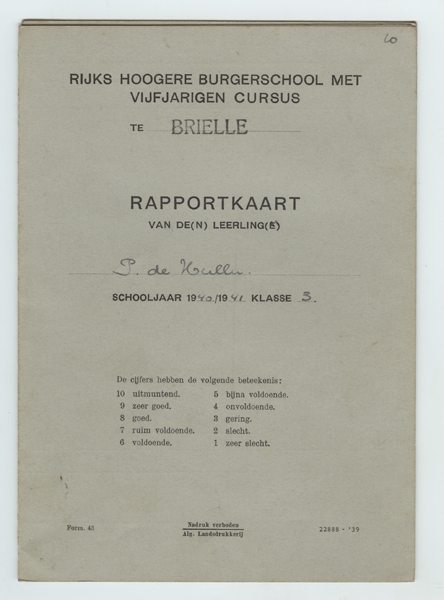 60
RIJKS HOOGERE BURGERSCHOOL MET
VIJFJARIGEN CURSUS
TE BRIELLE
RAPPORTKAART
VAN DE(N) LEERLING(E)
P. de
SCHOOLJAAR 1940/1941 KLASSE 3.
De cijfers hebben de volgende beteekenis:
10 uitmuntend. 5 bijna voldoende.
9 zeer goed. 4 onvoldoende.
8 goed. 3 gering.
7 ruim voldoende. 2 slecht.
6 voldoende. 1 zeer slecht.
Form. 43
Nadruk verboden
Alg. Landsdrukkerij
22888 - '39